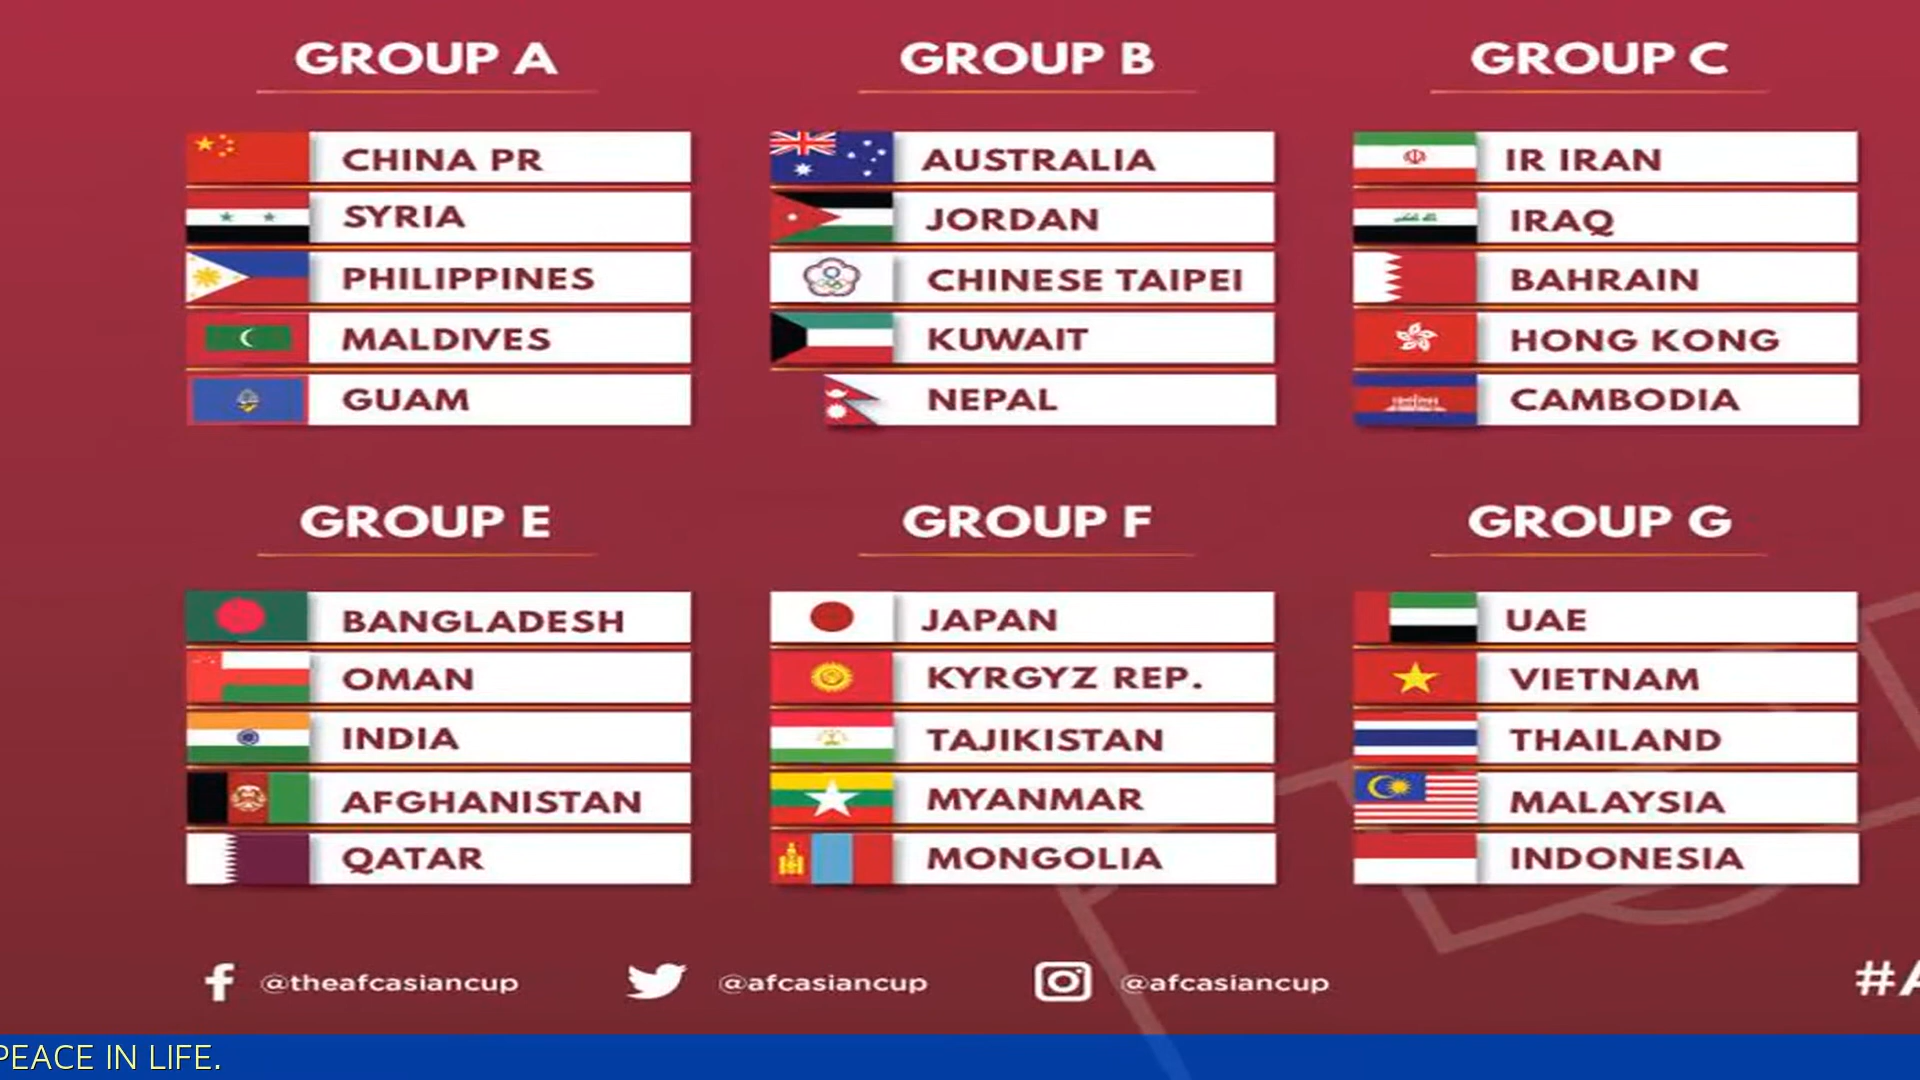 GROUP A
CHINA PR
SYRIA
PHILIPPINES
MALDIVES
GUAM
GROUP B
AUSTRALIA
JORDAN
CHINESE TAIPEI
KUWAIT
NEPAL
GROUP C
IR IRAN
IRAQ
BAHRAIN
HONG KONG
CAMBODIA
GROUP E
BANGLADESH
OMAN
INDIA
AFGHANISTAN
QATAR
GROUP F
JAPAN
KYRGYZ REP.
TAJIKISTAN
MYANMAR
MONGOLIA
GROUP G
UAE
VIETNAM
THAILAND
MALAYSIA
INDONESIA
@theafcasiancup
@afcasiancup
@afcasiancup
PEACE IN LIFE.